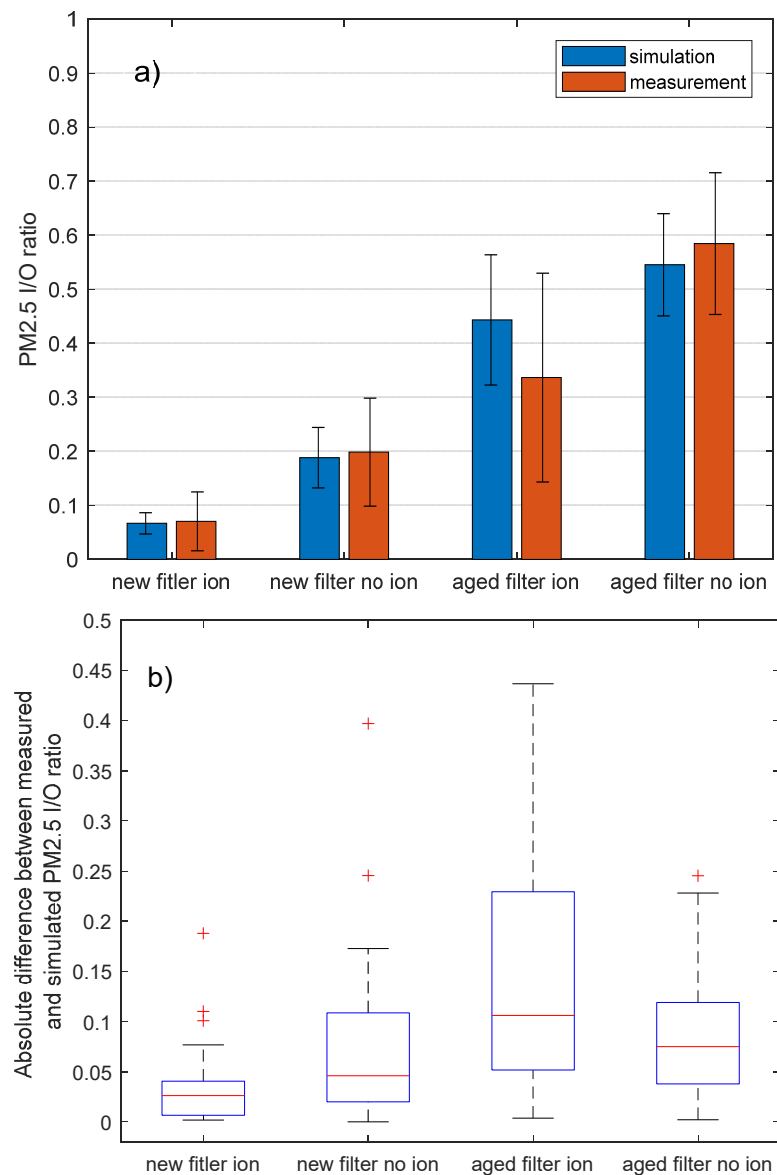 a)
simulation
measurement
PM2.5 I/O ratio
1
0.9
0.8
0.7
0.6
0.5
0.4
0.3
0.2
0.1
0
new fitler ion
new filter no ion
aged filter ion
aged filter no ion
b)
Absolute difference between measured
and simulated PM2.5 I/O ratio
0.5
0.45
0.4
0.35
0.3
0.25
0.2
0.15
0.1
0.05
0
new fitler ion
new filter no ion
aged filter ion
aged filter no ion